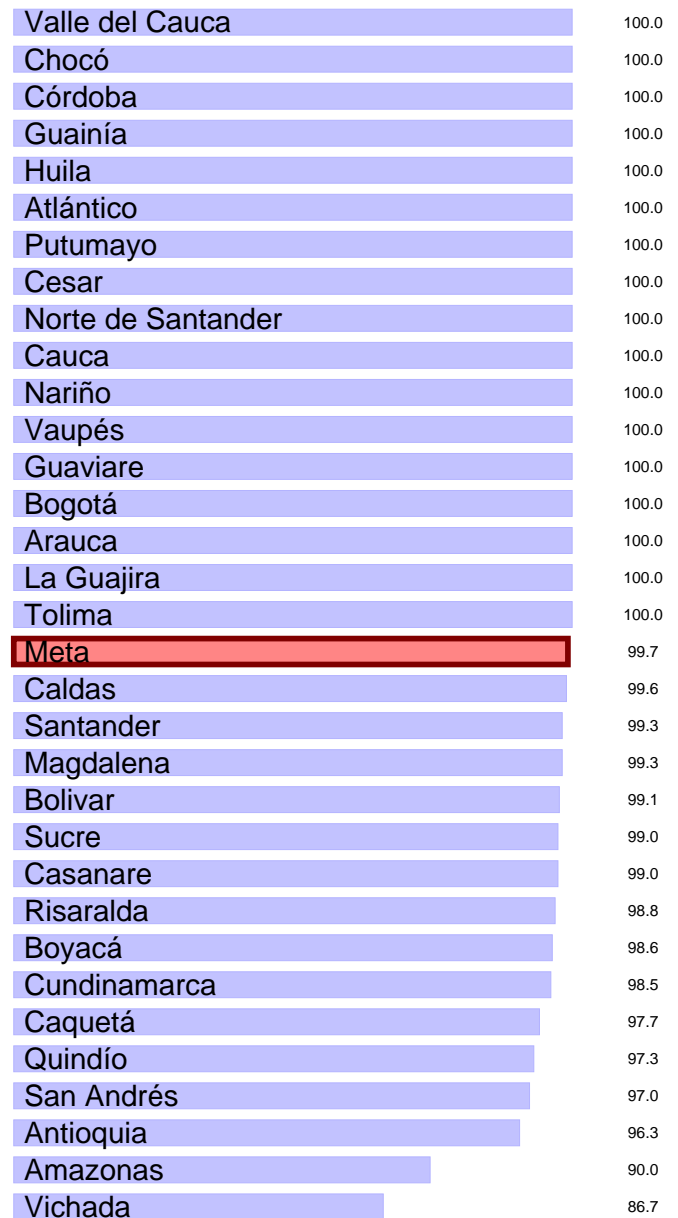 Valle del Cauca 100.0
Chocó 100.0
Córdoba 100.0
Guainía 100.0
Huila 100.0
Atlántico 100.0
Putumayo 100.0
Cesar 100.0
Norte de Santander 100.0
Cauca 100.0
Nariño 100.0
Vaupés 100.0
Guaviare 100.0
Bogotá 100.0
Arauca 100.0
La Guajira 100.0
Tolima 100.0
Meta 99.7
Caldas 99.6
Santander 99.3
Magdalena 99.3
Bolivar 99.1
Sucre 99.0
Casanare 99.0
Risaralda 98.8
Boyacá 98.6
Cundinamarca 98.5
Caquetá 97.7
Quindío 97.3
San Andrés 97.0
Antioquia 96.3
Amazonas 90.0
Vichada 86.7